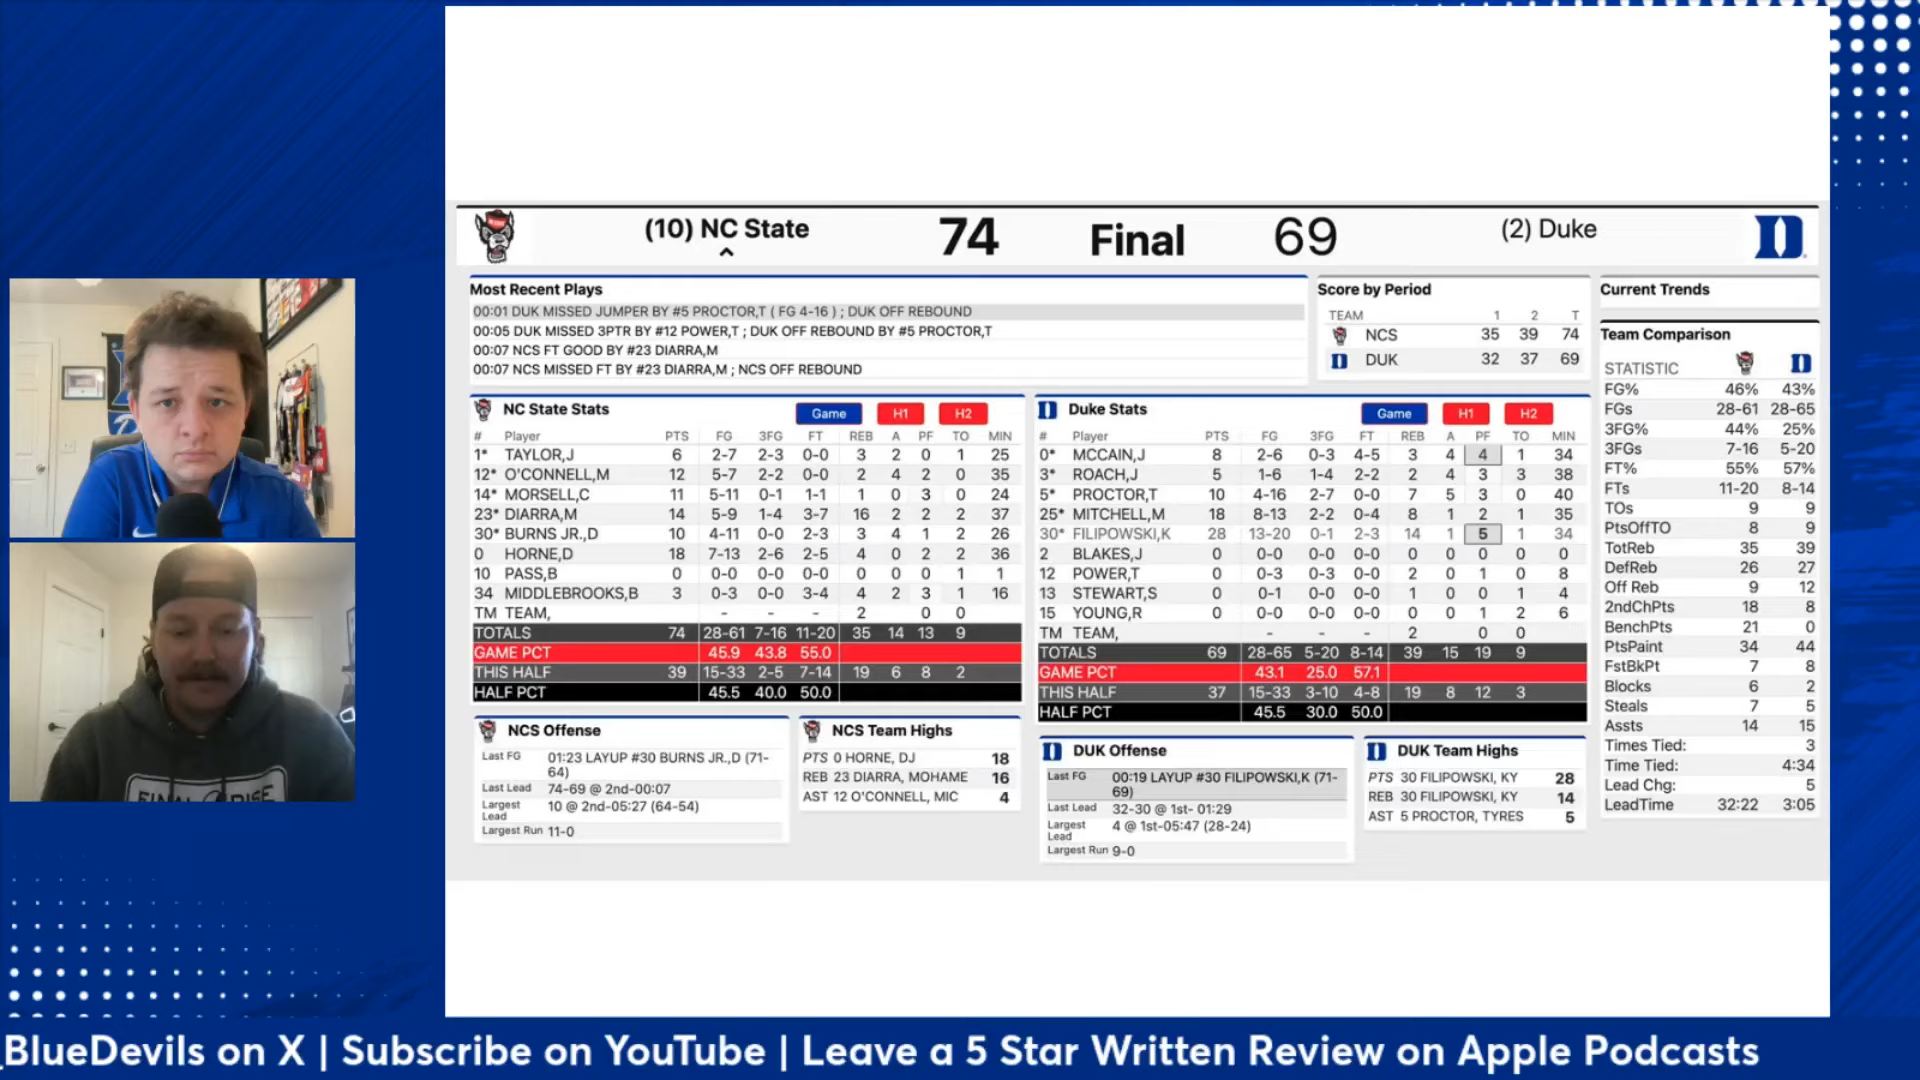 (10) NC State 74 Final 69 (2) Duke
Most Recent Plays
00:01 DUK MISSED JUMPER BY #5 PROCTOR,T ( FG 4-16 ) ; DUK OFF REBOUND
00:05 DUK MISSED 3PTR BY #12 POWER,T ; DUK OFF REBOUND BY #5 PROCTOR,T
00:07 NCS FT GOOD BY #23 DIARRA,M
00:07 NCS MISSED FT BY #23 DIARRA,M ; NCS OFF REBOUND
Score by Period
TEAM 1 2 T
NCS 35 39 74
DUK 32 37 69
Current Trends
Team Comparison
STATISTIC
FG% 46% 43%
FGs 28-61 28-65
3FG% 44% 25%
3FGs 7-16 5-20
FT% 55% 57%
FTs 11-20 8-14
TOs 9 9
PtsOffTO 8 9
TotReb 35 39
DefReb 26 27
Off Reb 9 12
2ndChPts 18 8
BenchPts 21 0
PtsPaint 34 44
FstBkPt 7 8
Blocks 6 2
Steals 7 5
Assts 14 15
Times Tied: 3
Time Tied: 4:34
Lead Chg: 5
LeadTime 32:22 3:05
NC State Stats Game H1 H2
# Player PTS FG 3FG FT REB A PF TO MIN
1* TAYLOR,J 6 2-7 2-3 0-0 3 2 0 1 25
12* O'CONNELL,M 12 5-7 2-2 0-0 2 4 2 0 35
14* MORSELL,C 11 5-11 0-1 1-1 1 0 3 0 24
23* DIARRA,M 14 5-9 1-4 3-7 16 2 2 2 37
30* BURNS JR.,D 10 4-11 0-0 2-3 3 4 1 2 26
0 HORNE,D 18 7-13 2-6 2-5 4 0 2 2 36
10 PASS,B 0 0-0 0-0 0-0 0 0 0 1 1
34 MIDDLEBROOKS,B 3 0-3 0-0 3-4 4 2 3 1 16
TM TEAM, - - - 2 0 0
TOTALS 74 28-61 7-16 11-20 35 14 13 9
GAME PCT 45.9 43.8 55.0
THIS HALF 39 15-33 2-5 7-14 19 6 8 2
HALF PCT 45.5 40.0 50.0
Duke Stats Game H1 H2
# Player PTS FG 3FG FT REB A PF TO MIN
0* MCCAIN,J 8 2-6 0-3 4-5 3 4 4 1 34
3* ROACH,J 5 1-6 1-4 2-2 2 4 3 3 38
5* PROCTOR,T 10 4-16 2-7 0-0 7 5 3 0 40
25* MITCHELL,M 18 8-13 2-2 0-4 8 1 2 1 35
30* FILIPOWSKI,K 28 13-20 0-1 2-3 14 1 5 1 34
2 BLAKES,J 0 0-0 0-0 0-0 0 0 0 0 0
12 POWER,T 0 0-3 0-3 0-0 2 0 1 0 8
13 STEWART,S 0 0-1 0-0 0-0 1 0 0 1 4
15 YOUNG,R 0 0-0 0-0 0-0 0 0 1 2 6
TM TEAM, - - - 2 0 0
TOTALS 69 28-65 5-20 8-14 39 15 19 9
GAME PCT 43.1 25.0 57.1
THIS HALF 37 15-33 3-10 4-8 19 8 12 3
HALF PCT 45.5 30.0 50.0
NCS Offense
Last FG 01:23 LAYUP #30 BURNS JR.,D (71-
64)
Last Lead 74-69 @ 2nd-00:07
Largest Lead 10 @ 2nd-05:27 (64-54)
Largest Run 11-0
NCS Team Highs
PTS 0 HORNE, DJ 18
REB 23 DIARRA, MOHAME 16
AST 12 O'CONNELL, MIC 4
DUK Offense
Last FG 00:19 LAYUP #30 FILIPOWSKI,K (71-
69)
Last Lead 32-30 @ 1st- 01:29
Largest Lead 4 @ 1st-05:47 (28-24)
Largest Run 9-0
DUK Team Highs
PTS 30 FILIPOWSKI, KY 28
REB 30 FILIPOWSKI, KY 14
AST 5 PROCTOR, TYRES 5
_BlueDevils on X | Subscribe on YouTube | Leave a 5 Star Written Review on Apple Podcasts